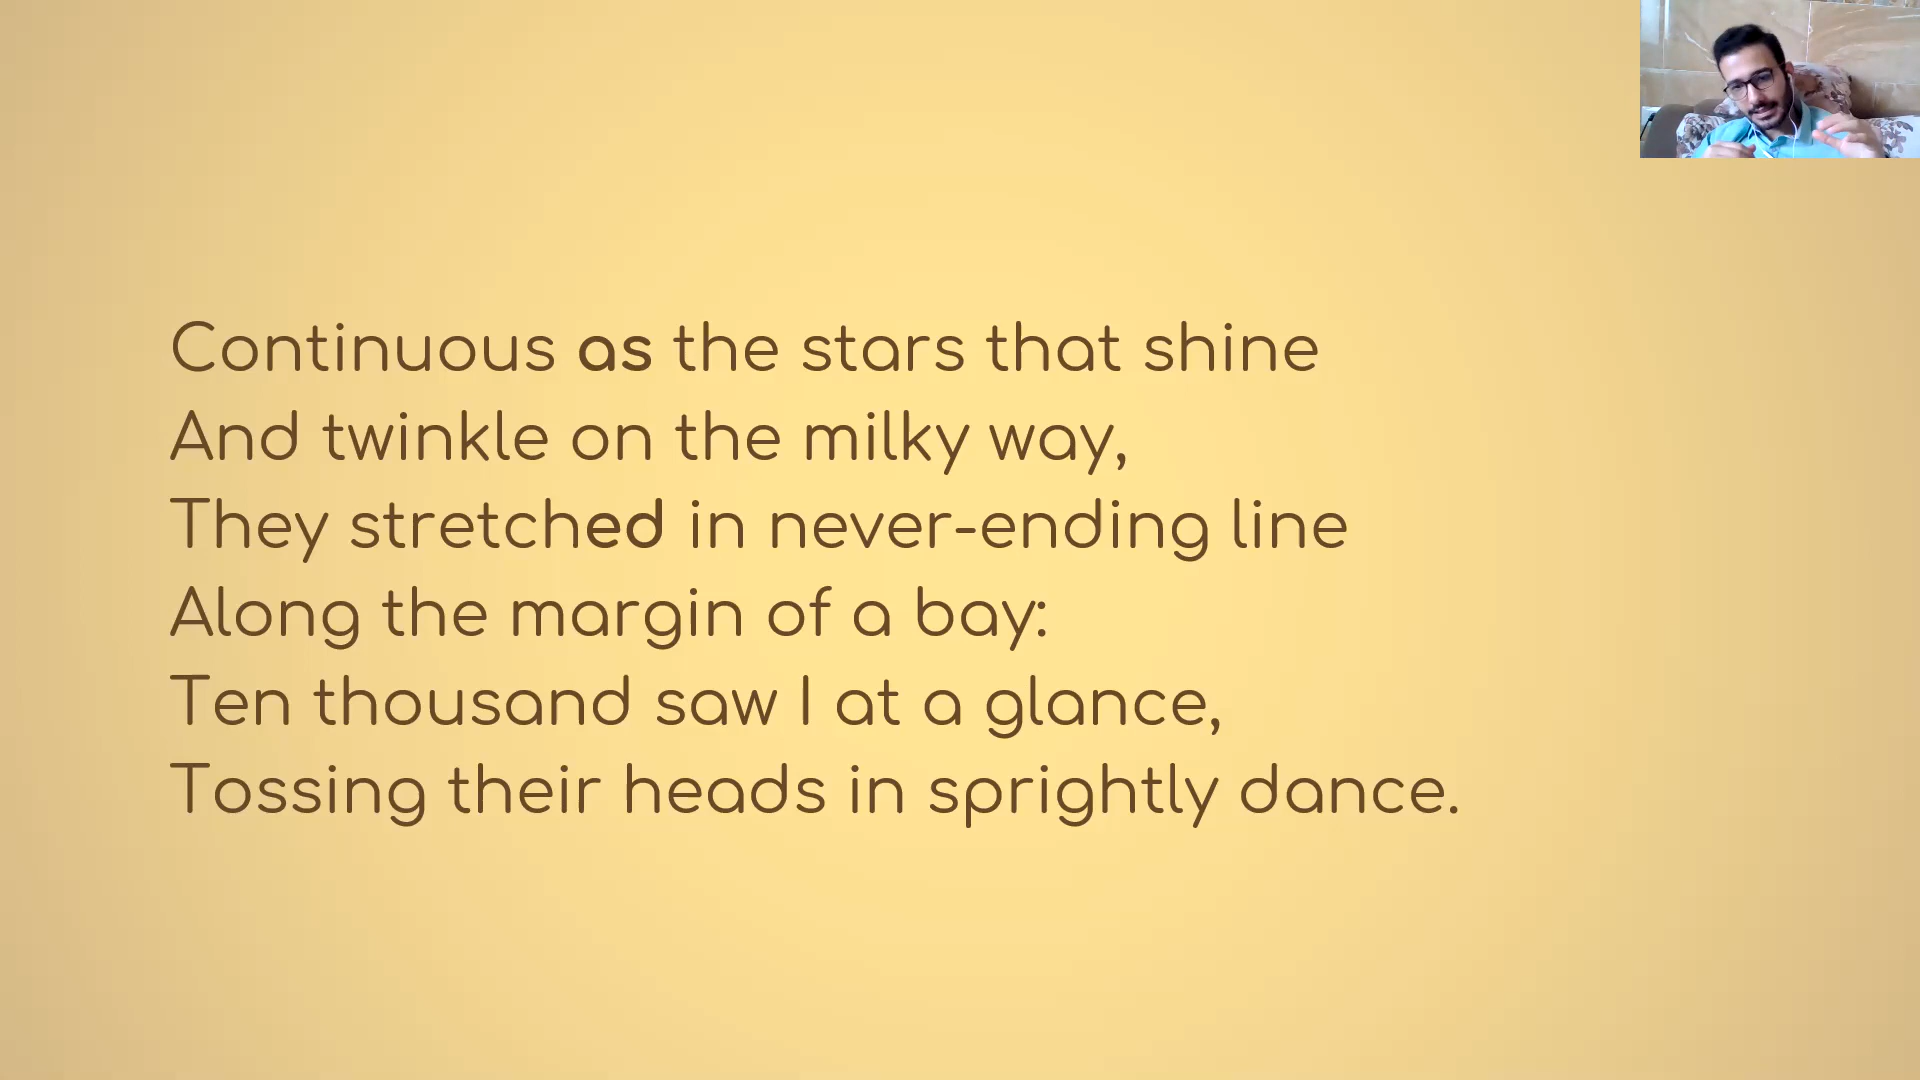 Continuous as the stars that shine
And twinkle on the milky way,
They stretched in never-ending line
Along the margin of a bay:
Ten thousand saw I at a glance,
Tossing their heads in sprightly dance.